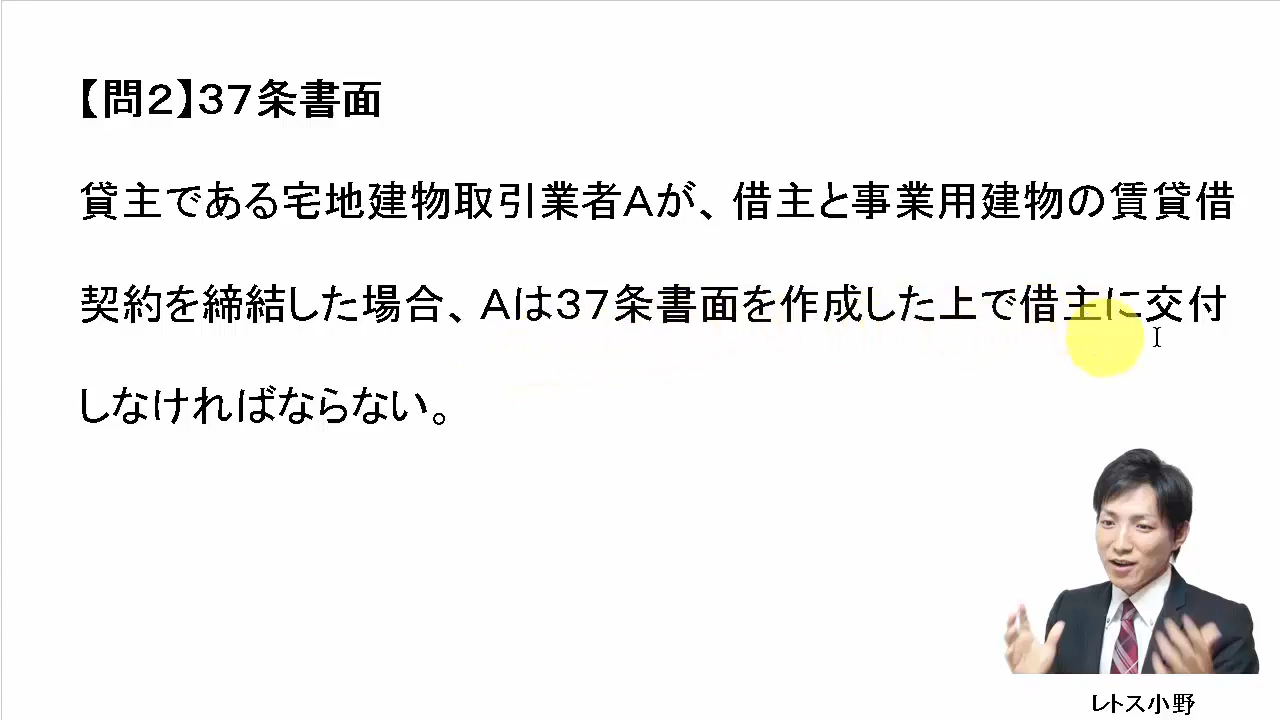 【問２】３７条書面
貸主である宅地建物取引業者Ａが、借主と事業用建物の賃貸借
契約を締結した場合、Ａは３７条書面を作成した上で借主に交付
しなければならない。
レトス小野